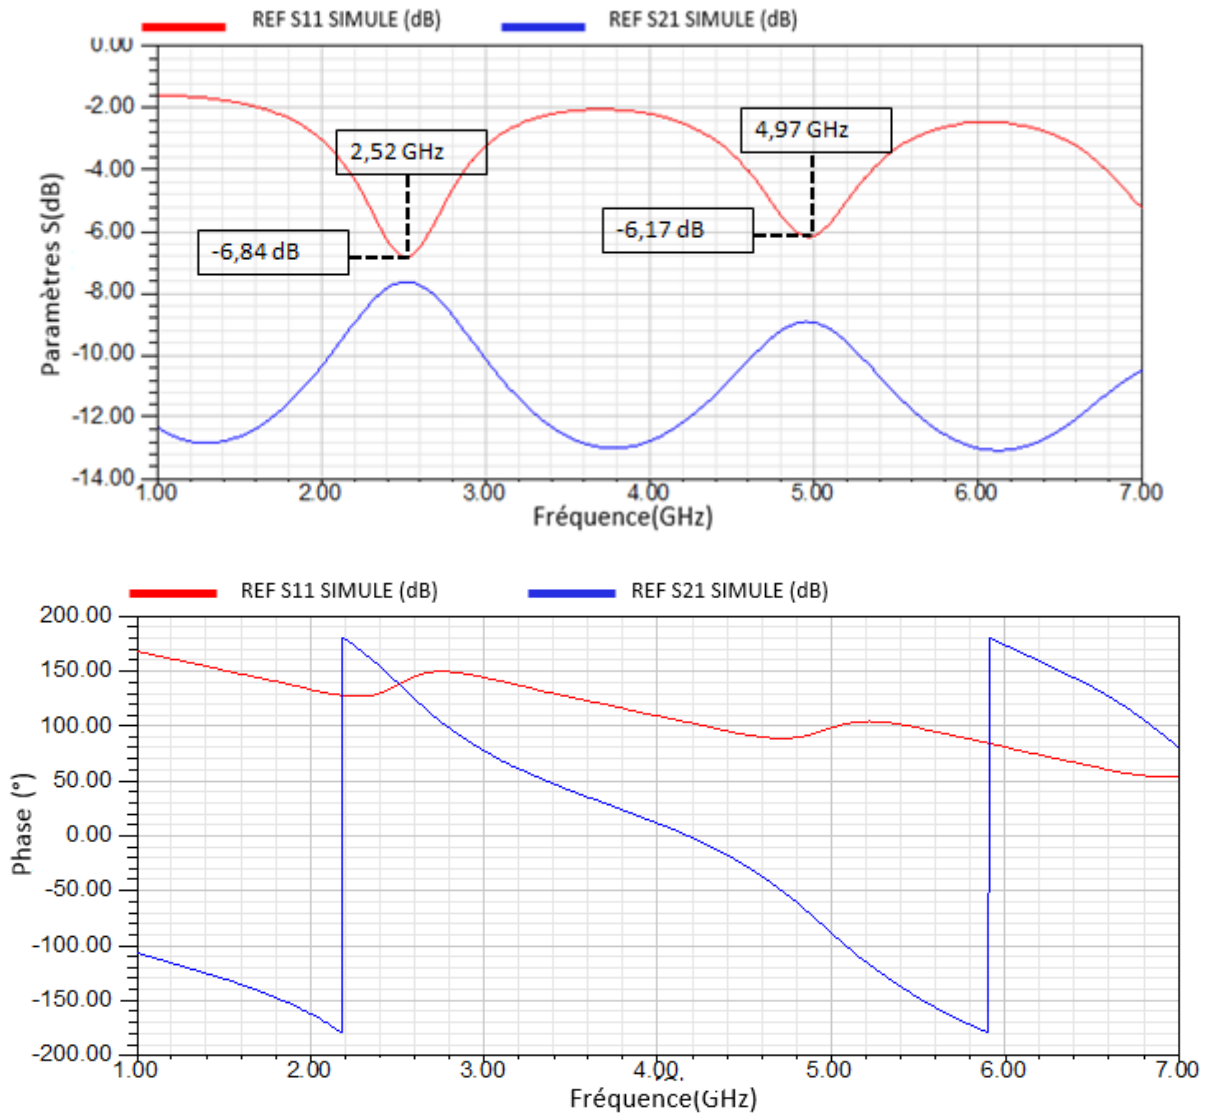 REF S11 SIMULE (dB) REF S21 SIMULE (dB)
0.00
-2.00
4,97 GHz
2,52 GHz
-4.00
-6.00
-6,17 dB
-6,84 dB
-8.00
-10.00
-12.00
-14.00
Paramètres S(dB)
1.00 2.00 3.00 4.00 5.00 6.00 7.00
Fréquence(GHz)
REF S11 SIMULE (dB) REF S21 SIMULE (dB)
200.00
150.00
100.00
50.00
0.00
-50.00
-100.00
-150.00
-200.00
Phase (°)
1.00 2.00 3.00 4.00 5.00 6.00 7.00
Fréquence(GHz)